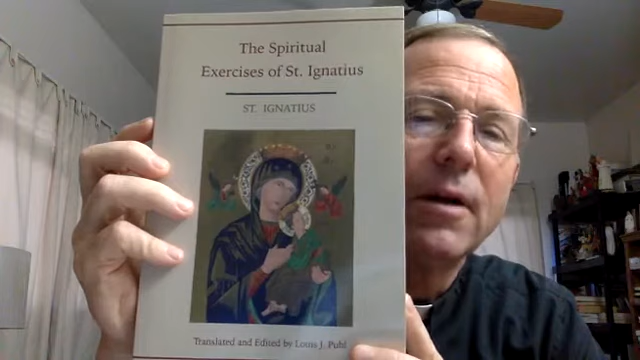 The Spiritual
Exercises of St. Ignatius
ST. IGNATIUS
Translated and Edited by Louis J. Puhl